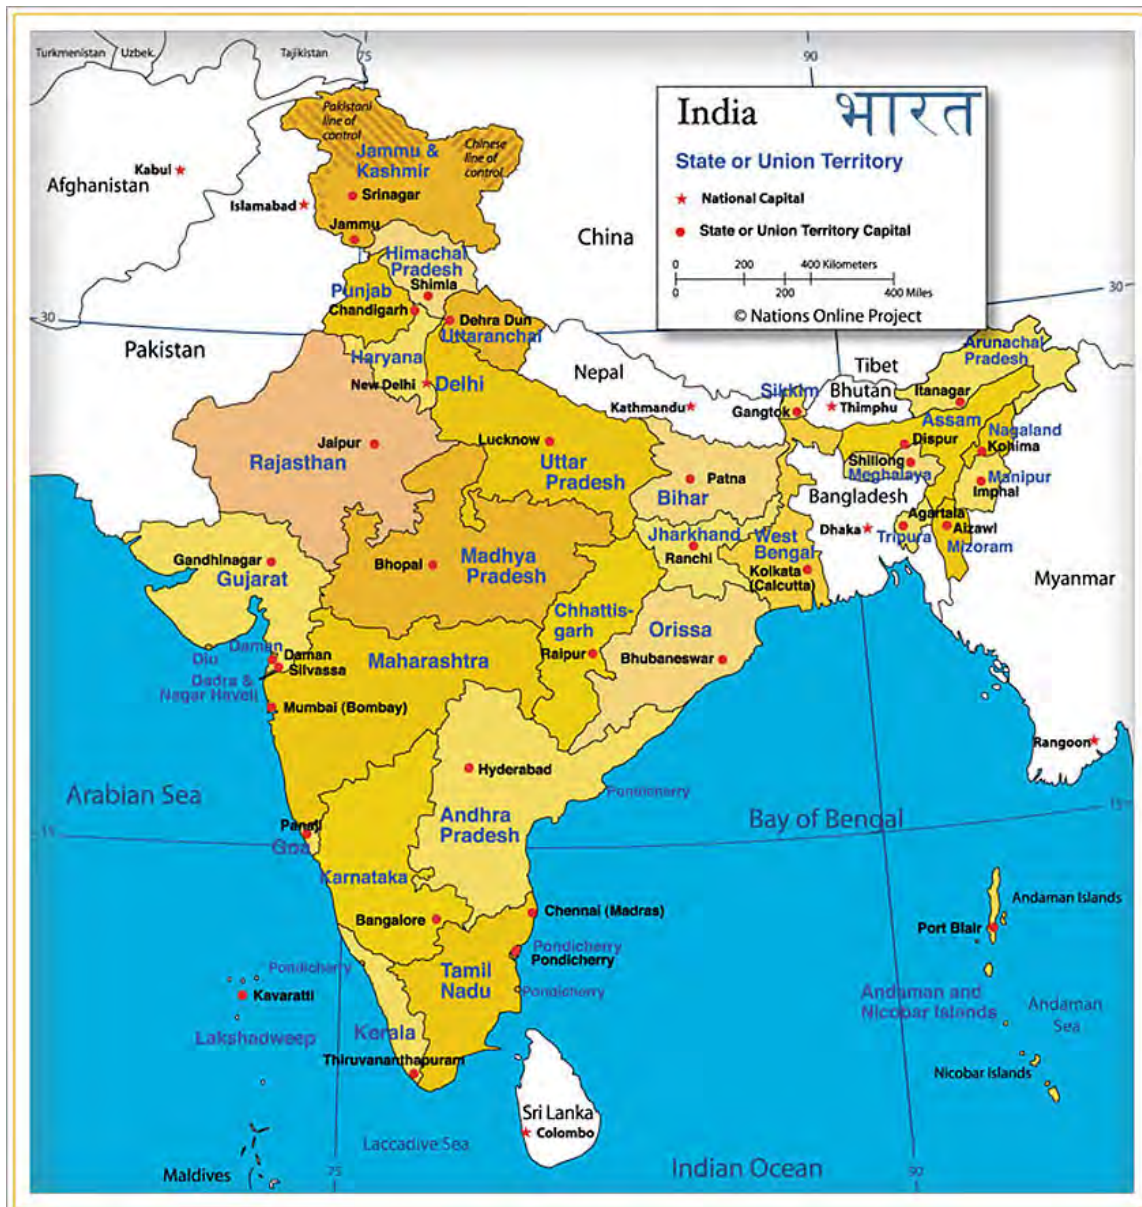 Turkmenistan
Uzbek.
Tajikistan
75
90
Pakistani
line of
control
Chinese
line of
control
Jammu &
Kashmir
Kabul
Afghanistan
Islamabad
Srinagar
Jammu
China
India भारत
State or Union Territory
National Capital
State or Union Territory Capital
0 200 400 Kilometers
0 200 400 Miles
© Nations Online Project
Himachal
Pradesh
Shimla
Punjab
Chandigarh
30
30
Dehra Dun
Uttaranchal
Pakistan
Haryana
New Delhi
Delhi
Nepal
Kathmandu
Tibet
Bhutan
Thimphu
Sikkim
Gangtok
Arunachal
Pradesh
Itanagar
Assam
Dispur
Nagaland
Kohima
Shillong
Meghalaya
Manipur
Imphal
Jaipur
Rajasthan
Lucknow
Uttar
Pradesh
Patna
Bihar
Bangladesh
Dhaka
Agartala
Tripura
Aizawl
Mizoram
Myanmar
Gandhinagar
Gujarat
Bhopal
Madhya
Pradesh
Jharkhand
Ranchi
West
Bengal
Kolkata
(Calcutta)
Chhattis-
garh
Raipur
Orissa
Bhubaneswar
Daman
Diu
Daman
Silvassa
Dadra &
Nagar Haveli
Maharashtra
Mumbai (Bombay)
Rangoon
Hyderabad
Andhra
Pradesh
Pondicherry
Arabian Sea
Bay of Bengal
15
15
Panaji
Goa
Karnataka
Bangalore
Chennai (Madras)
Pondicherry
Pondicherry
Pondicherry
Pondicherry
Tamil
Nadu
Kavaratti
Lakshadweep
Kerala
Thiruvananthapuram
Andaman Islands
Port Blair
Andaman and
Nicobar Islands
Andaman
Sea
Nicobar Islands
Sri Lanka
Colombo
Laccadive Sea
Maldives
Indian Ocean
75
90